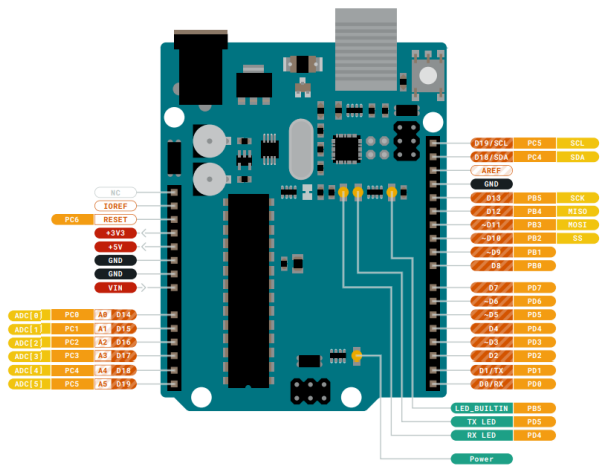 D19/SCL PC5 SCL
D18/SDA PC4 SDA
AREF
GND
NC
D13 PB5 SCK
IOREF
~D12 PB4 MISO
PC6 RESET
~D11 PB3 MOSI
+3V3
~D10 PB2 SS
+5V
~D9 PB1
GND
D8 PB0
GND
VIN
D7 PD7
~D6 PD6
ADC[0] PC0 A0 D14
~D5 PD5
ADC[1] PC1 A1 D15
D4 PD4
ADC[2] PC2 A2 D16
~D3 PD3
ADC[3] PC3 A3 D17
D2 PD2
ADC[4] PC4 A4 D18
D1/TX PD1
ADC[5] PC5 A5 D19
D0/RX PD0
LED_BUILTIN PB5
TX LED PD5
RX LED PD4
Power